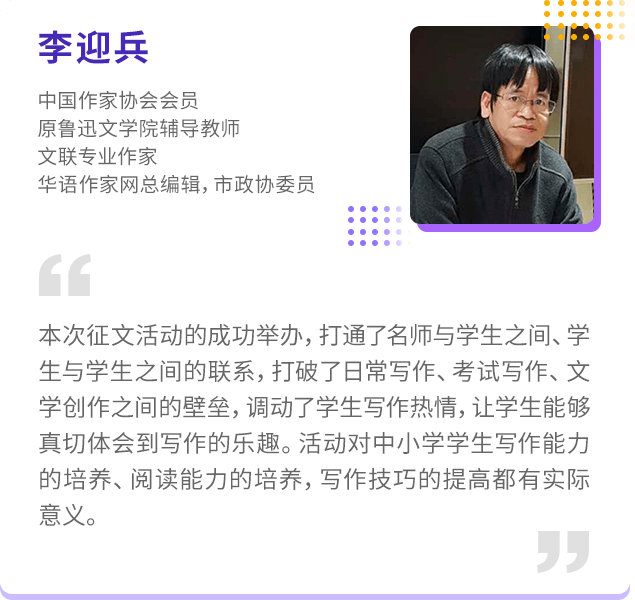 李迎兵
中国作家协会会员
原鲁迅文学院辅导教师
文联专业作家
华语作家网总编辑，市政协委员
“
本次征文活动的成功举办，打通了名师与学生之间、学
生与学生之间的联系，打破了日常写作、考试写作、文
学创作之间的壁垒，调动了学生写作热情，让学生能够
真切体会到写作的乐趣。活动对中小学学生写作能力
的培养、阅读能力的培养，写作技巧的提高都有实际
意义。
”